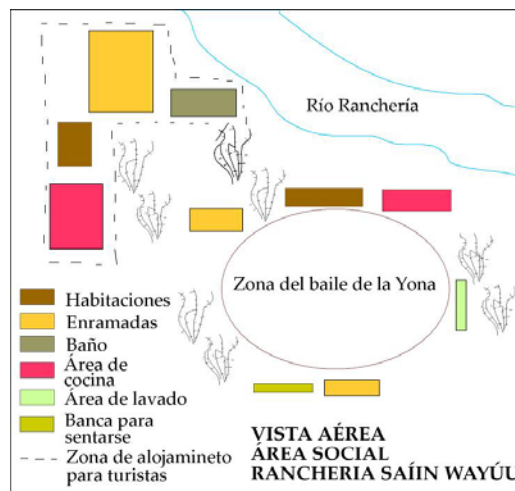 Río Ranchería
Zona del baile de la Yona
Habitaciones
Enramadas
Baño
Área de
cocina
Área de lavado
Banca para
sentarse
Zona de alojamineto
para turistas
VISTA AÉREA
ÁREA SOCIAL
RANCHERIA SAÍIN WAYÚU